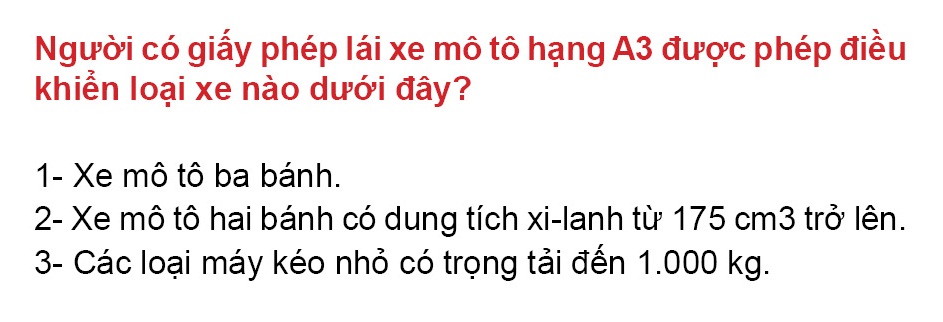 Người có giấy phép lái xe mô tô hạng A3 được phép điều
khiển loại xe nào dưới đây?
1- Xe mô tô ba bánh.
2- Xe mô tô hai bánh có dung tích xi-lanh từ 175 cm3 trở lên.
3- Các loại máy kéo nhỏ có trọng tải đến 1.000 kg.